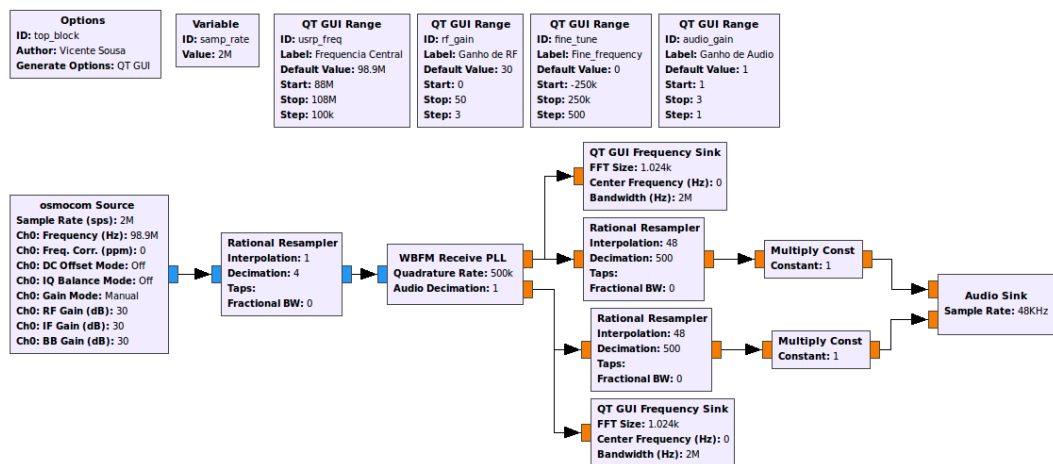 Options
ID: top_block
Author: Vicente Sousa
Generate Options: QT GUI
Variable
ID: samp_rate
Value: 2M
QT GUI Range
ID: usrp_freq
Label: Frequencia Central
Default Value: 98.9M
Start: 88M
Stop: 108M
Step: 100k
QT GUI Range
ID: rf_gain
Label: Ganho de RF
Default Value: 30
Start: 0
Stop: 50
Step: 3
QT GUI Range
ID: fine_tune
Label: Fine_frequency
Default Value: 0
Start: -250k
Stop: 250k
Step: 500
QT GUI Range
ID: audio_gain
Label: Ganho de Audio
Default Value: 1
Start: 1
Stop: 3
Step: 1
osmocom Source
Sample Rate (sps): 2M
Ch0: Frequency (Hz): 98.9M
Ch0: Freq. Corr. (ppm): 0
Ch0: DC Offset Mode: Off
Ch0: IQ Balance Mode: Off
Ch0: Gain Mode: Manual
Ch0: RF Gain (dB): 30
Ch0: IF Gain (dB): 30
Ch0: BB Gain (dB): 30
Rational Resampler
Interpolation: 1
Decimation: 4
Taps:
Fractional BW: 0
WBFM Receive PLL
Quadrature Rate: 500k
Audio Decimation: 1
QT GUI Frequency Sink
FFT Size: 1.024k
Center Frequency (Hz): 0
Bandwidth (Hz): 2M
Rational Resampler
Interpolation: 48
Decimation: 500
Taps:
Fractional BW: 0
Multiply Const
Constant: 1
Rational Resampler
Interpolation: 48
Decimation: 500
Taps:
Fractional BW: 0
Multiply Const
Constant: 1
QT GUI Frequency Sink
FFT Size: 1.024k
Center Frequency (Hz): 0
Bandwidth (Hz): 2M
Audio Sink
Sample Rate: 48KHz